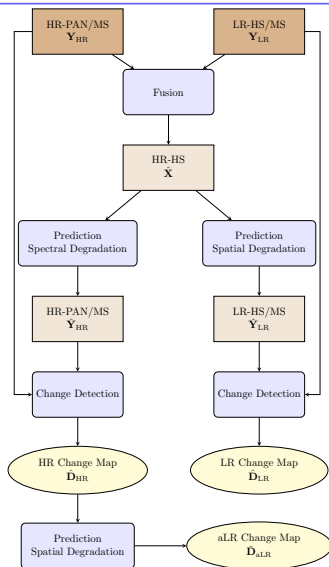 HR-PAN/MS
Y_HR
LR-HS/MS
Y_LR
Fusion
HR-HS
X̂
Prediction
Spectral Degradation
Prediction
Spatial Degradation
HR-PAN/MS
Ŷ_HR
LR-HS/MS
Ŷ_LR
Change Detection
Change Detection
HR Change Map
D̂_HR
LR Change Map
D̂_LR
Prediction
Spatial Degradation
aLR Change Map
D̂_aLR